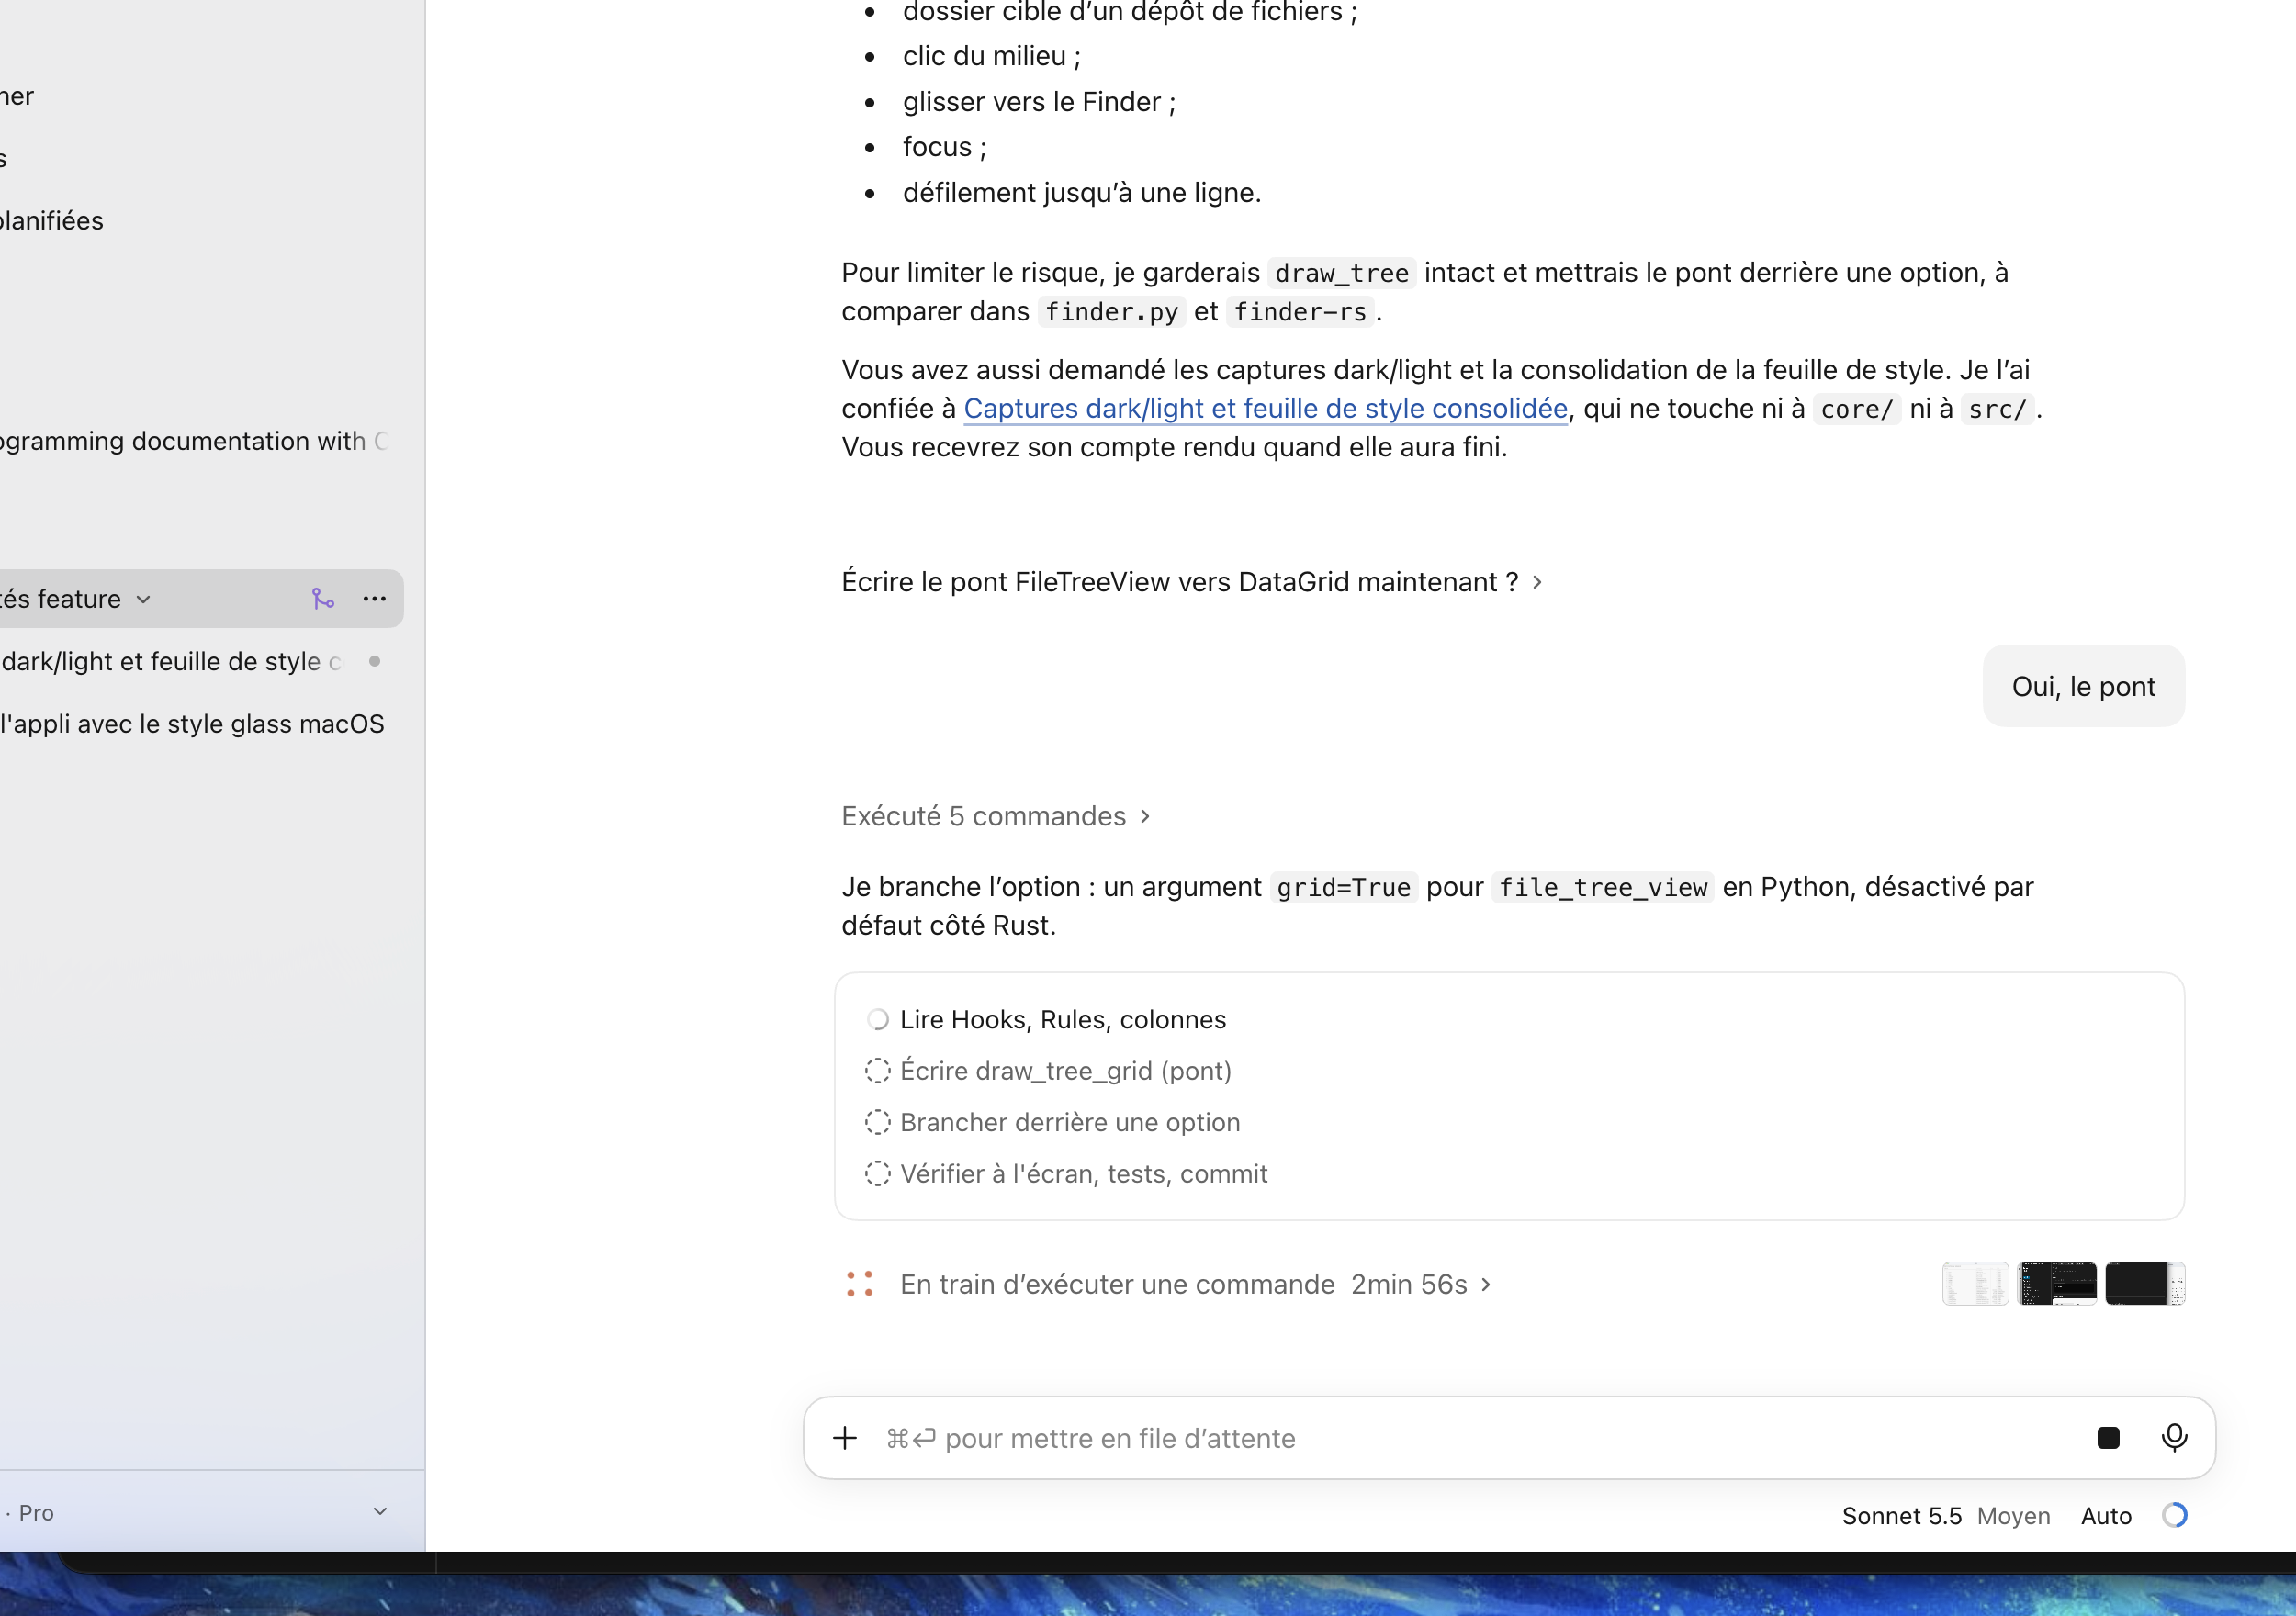 dossier cible d’un dépôt de fichiers ;
clic du milieu ;
glisser vers le Finder ;
focus ;
défilement jusqu’à une ligne.
Pour limiter le risque, je garderais draw_tree intact et mettrais le pont derrière une option, à
comparer dans finder.py et finder-rs.
Vous avez aussi demandé les captures dark/light et la consolidation de la feuille de style. Je l’ai
confiée à Captures dark/light et feuille de style consolidée, qui ne touche ni à core/ ni à src/.
Vous recevrez son compte rendu quand elle aura fini.
Écrire le pont FileTreeView vers DataGrid maintenant ?
Oui, le pont
Exécuté 5 commandes
Je branche l’option : un argument grid=True pour file_tree_view en Python, désactivé par
défaut côté Rust.
Lire Hooks, Rules, colonnes
Écrire draw_tree_grid (pont)
Brancher derrière une option
Vérifier à l'écran, tests, commit
En train d’exécuter une commande 2min 56s
⌘⏎ pour mettre en file d’attente
Sonnet 5.5 Moyen Auto
her
s
planifiées
ogramming documentation with C
tés feature
dark/light et feuille de style c
l'appli avec le style glass macOS
· Pro